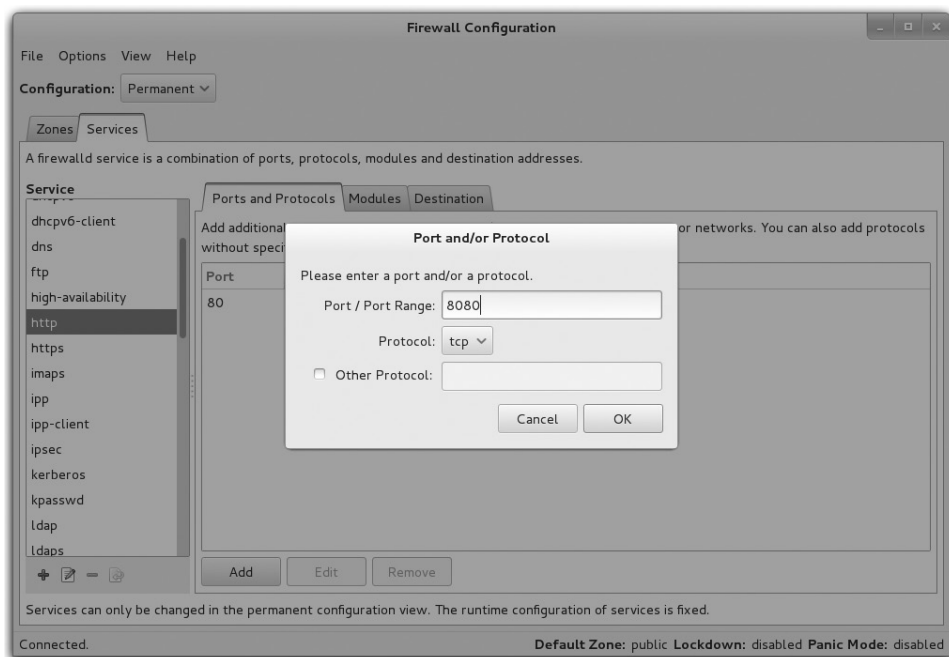 Firewall Configuration
File Options View Help
Configuration: Permanent
Zones Services
A firewalld service is a combination of ports, protocols, modules and destination addresses.
Service
dhcpv6-client
dns
ftp
high-availability
http
https
imaps
ipp
ipp-client
ipsec
kerberos
kpasswd
ldap
ldaps
Ports and Protocols Modules Destination
Add additional or networks. You can also add protocols
without speci
Port
80
Port and/or Protocol
Please enter a port and/or a protocol.
Port / Port Range: 8080
Protocol: tcp
Other Protocol:
Cancel OK
Add Edit Remove
Services can only be changed in the permanent configuration view. The runtime configuration of services is fixed.
Connected. Default Zone: public Lockdown: disabled Panic Mode: disabled